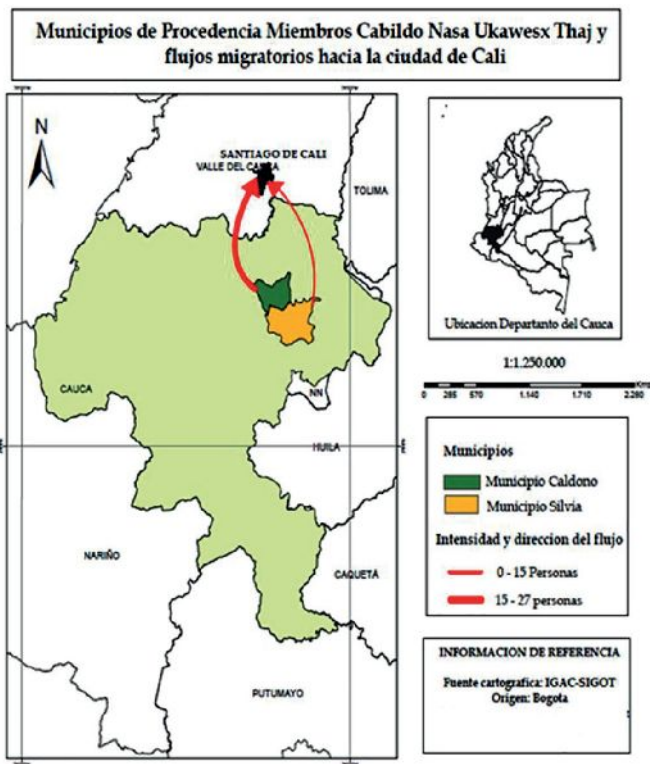 Municipios de Procedencia Miembros Cabildo Nasa Ukawesx Thaj y
flujos migratorios hacia la ciudad de Cali
N
SANTIAGO DE CALI
VALLE DEL CAUCA
TOLIMA
CAUCA
NN
HUILA
NARIÑO
CAQUETÁ
PUTUMAYO
Ubicacion Departanto del Cauca
1:1.250.000
0 285 570 1.140 1.710 2.280
Municipios
Municipio Caldono
Municipio Silvia
Intensidad y direccion del flujo
0 - 15 Personas
15 - 27 personas
INFORMACION DE REFERENCIA
Fuente cartografica: IGAC-SIGOT
Origen: Bogota